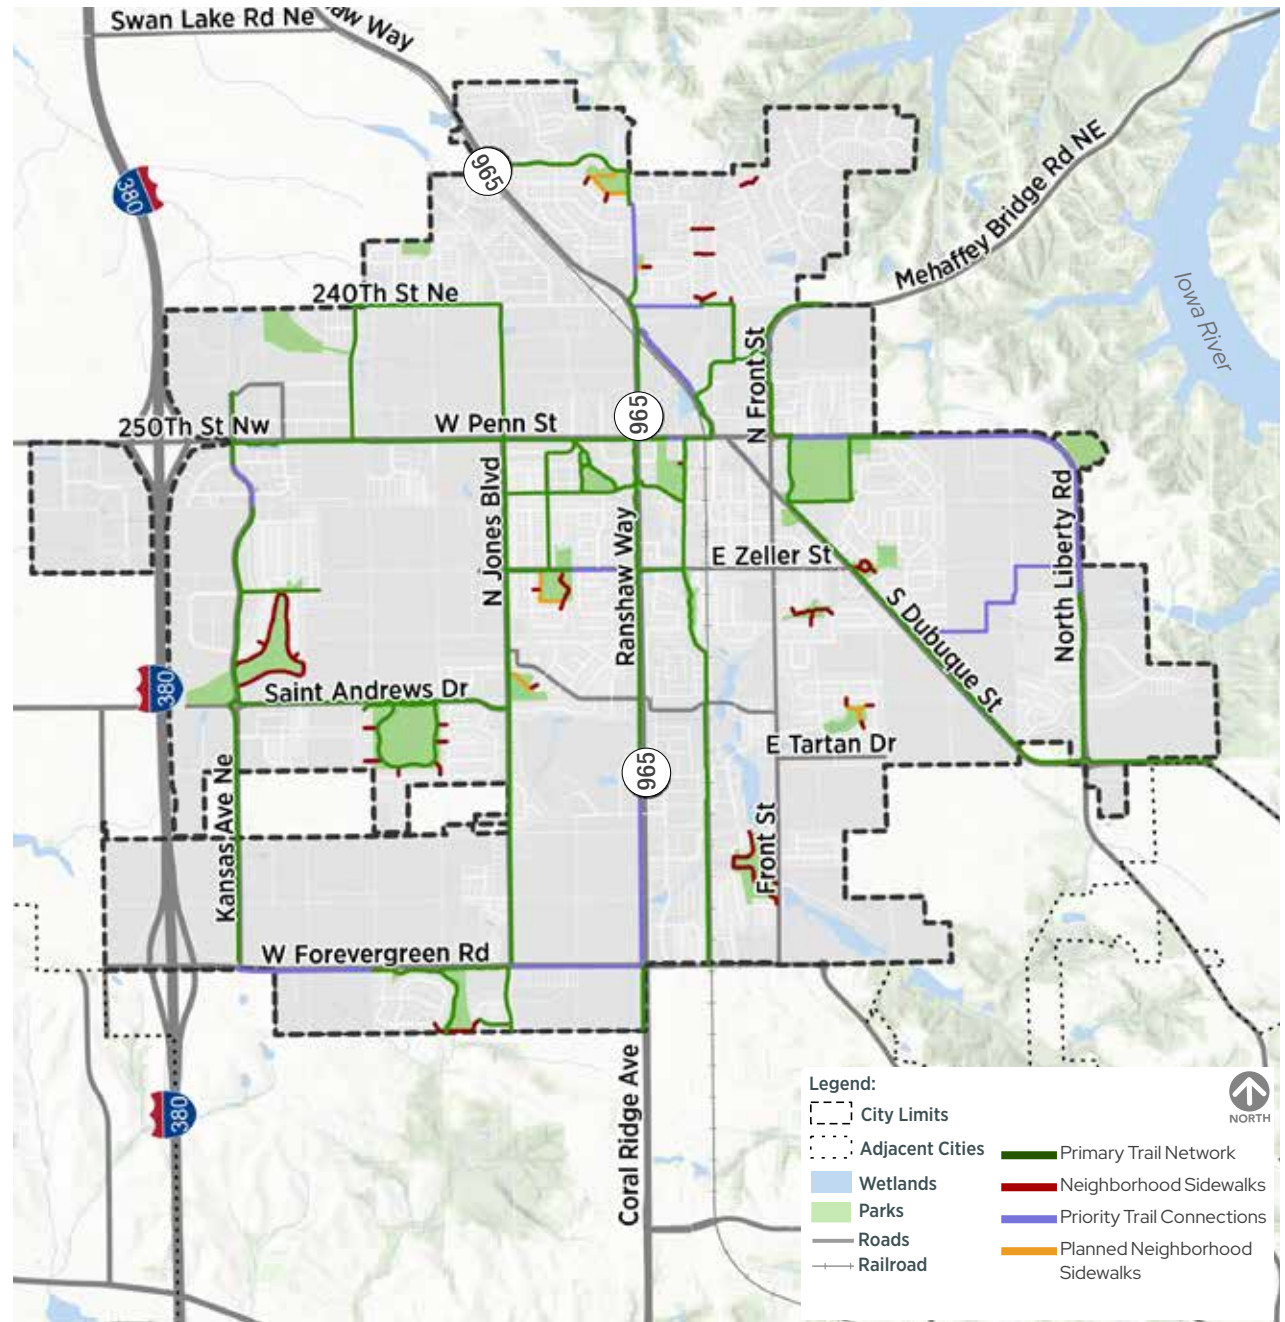 Swan Lake Rd Ne
aw Way
965
380
Mehaffey Bridge Rd NE
Iowa River
240Th St Ne
N Front St
965
250Th St Nw
W Penn St
N Jones Blvd
Ranshaw Way
E Zeller St
North Liberty Rd
S Dubuque St
380
Saint Andrews Dr
E Tartan Dr
965
Kansas Ave Ne
Front St
W Forevergreen Rd
380
Coral Ridge Ave
Legend:
City Limits
Adjacent Cities
Wetlands
Parks
Roads
Railroad
NORTH
Primary Trail Network
Neighborhood Sidewalks
Priority Trail Connections
Planned Neighborhood
Sidewalks